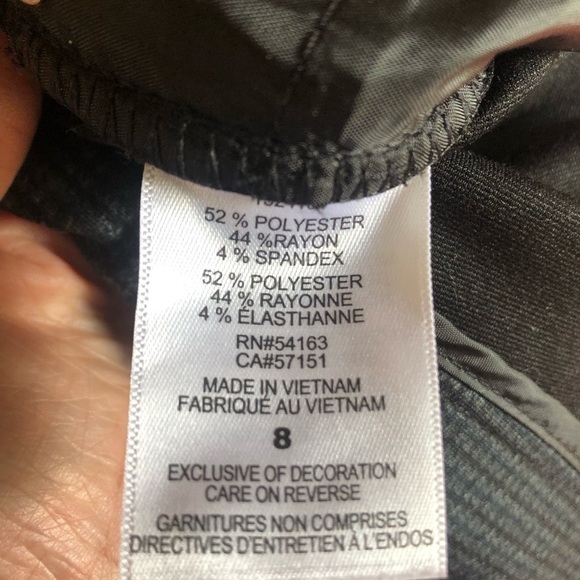 52 % POLYESTER
44 %RAYON
4 % SPANDEX
52 % POLYESTER
44 % RAYONNE
4 % ÉLASTHANNE
RN#54163
CA#57151
MADE IN VIETNAM
FABRIQUÉ AU VIETNAM
8
EXCLUSIVE OF DECORATION
CARE ON REVERSE
GARNITURES NON COMPRISES
DIRECTIVES D'ENTRETIEN À L'ENDOS